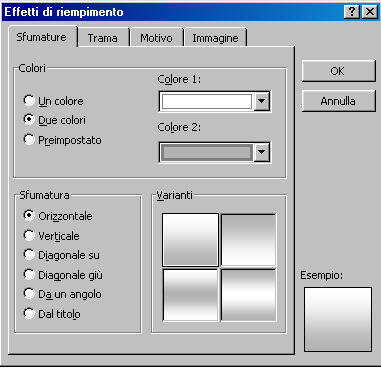 Effetti di riempimento
Sfumature Trama Motivo Immagine
Colori
Un colore
Due colori
Preimpostato
Colore 1:
Colore 2:
OK
Annulla
Sfumatura
Orizzontale
Verticale
Diagonale su
Diagonale giù
Da un angolo
Dal titolo
Varianti
Esempio: